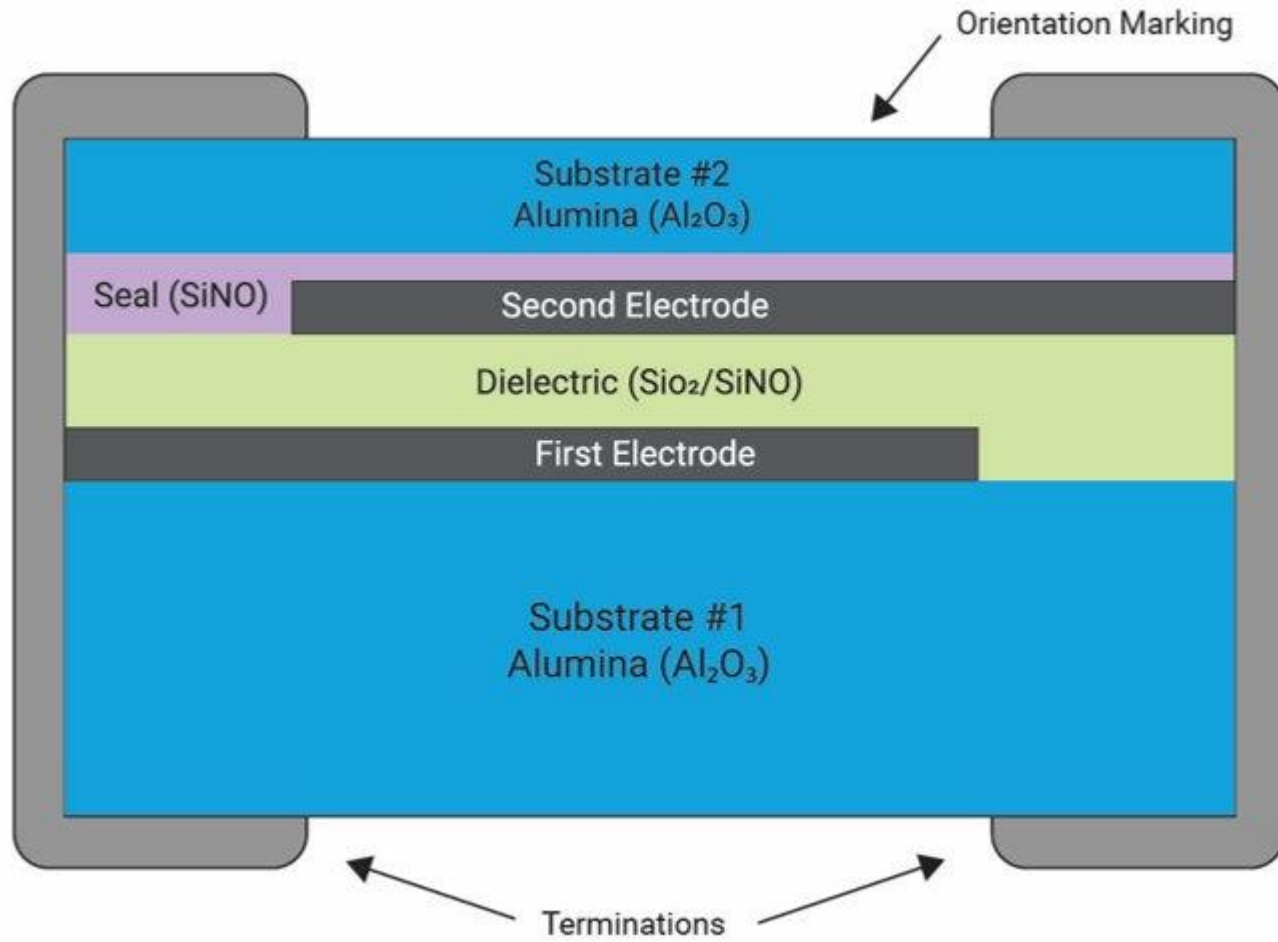 Orientation Marking
Substrate #2
Alumina (Al₂O₃)
Seal (SiNO)
Second Electrode
Dielectric (Sio₂/SiNO)
First Electrode
Substrate #1
Alumina (Al₂O₃)
Terminations